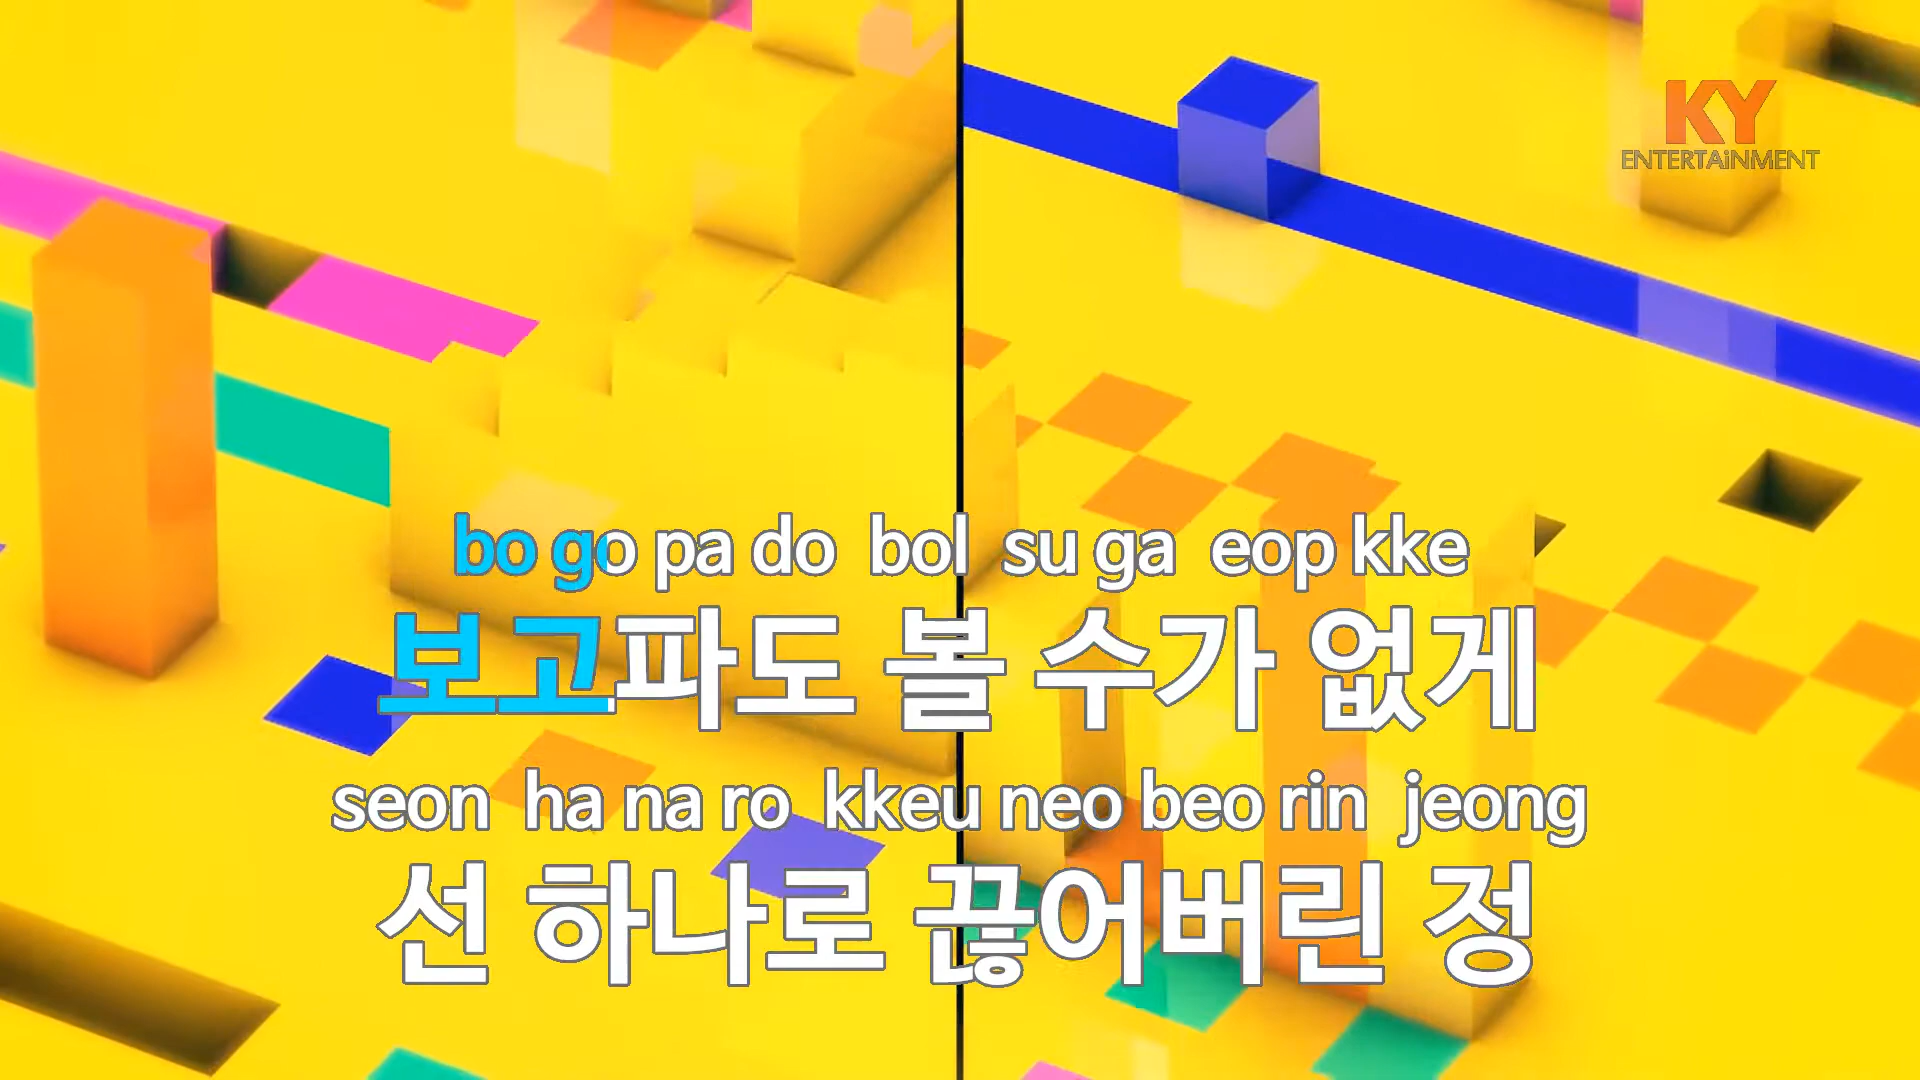 KY
ENTERTAiNMENT
bo go pa do bol su ga eop kke
보고파도 볼 수가 없게
seon ha na ro kkeu neo beo rin jeong
선 하나로 끊어버린 정